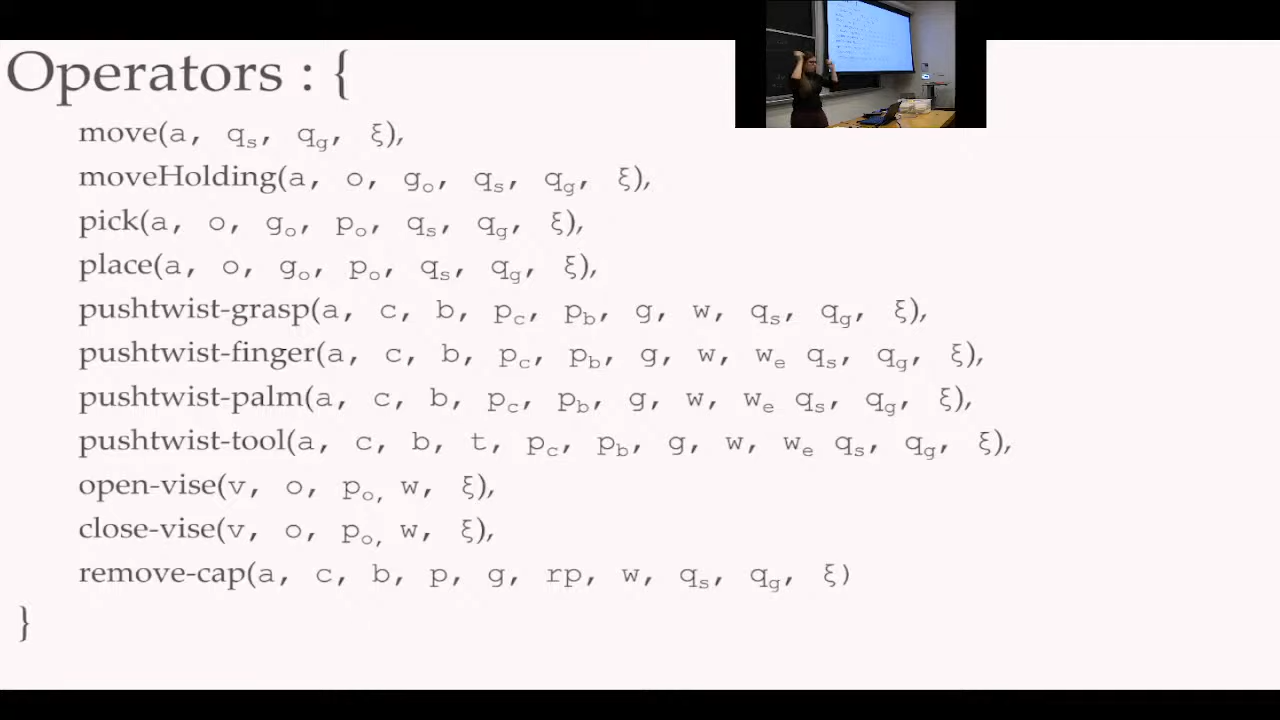 Operators : {
move(a, qs, qg, ξ),
moveHolding(a, o, go, qs, qg, ξ),
pick(a, o, go, po, qs, qg, ξ),
place(a, o, go, po, qs, qg, ξ),
pushtwist-grasp(a, c, b, pc, pb, g, w, qs, qg, ξ),
pushtwist-finger(a, c, b, pc, pb, g, w, we qs, qg, ξ),
pushtwist-palm(a, c, b, pc, pb, g, w, we qs, qg, ξ),
pushtwist-tool(a, c, b, t, pc, pb, g, w, we qs, qg, ξ),
open-vise(v, o, po, w, ξ),
close-vise(v, o, po, w, ξ),
remove-cap(a, c, b, p, g, rp, w, qs, qg, ξ)
}